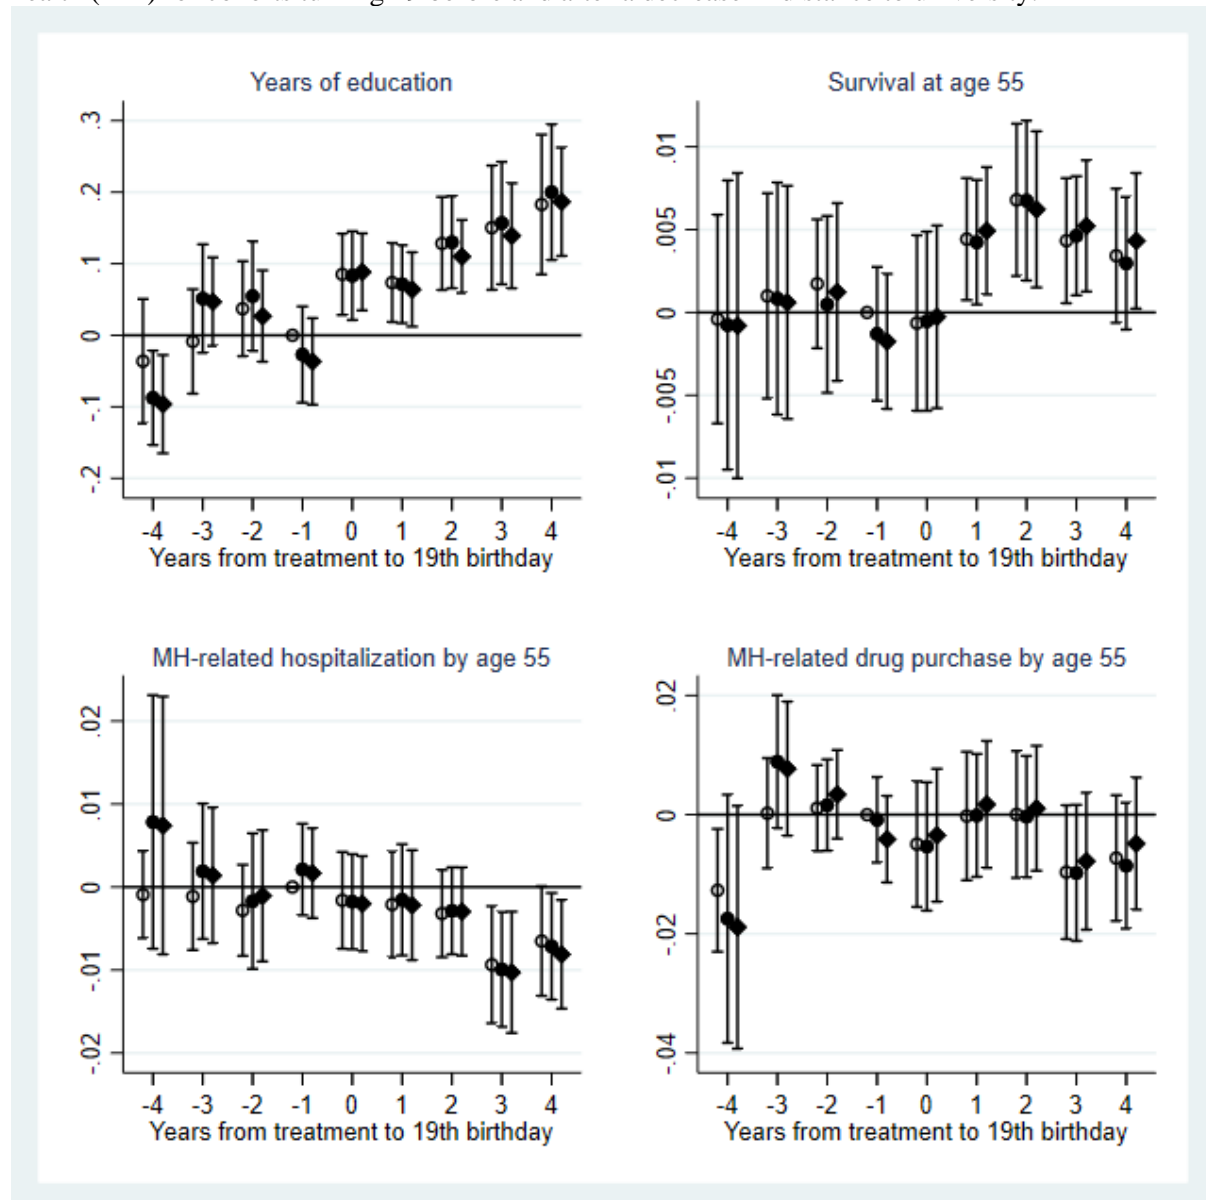 Years of education
.3
.2
.1
0
-.1
-.2
-4 -3 -2 -1 0 1 2 3 4
Years from treatment to 19th birthday
Survival at age 55
.01
.005
0
-.005
-.01
-4 -3 -2 -1 0 1 2 3 4
Years from treatment to 19th birthday
MH-related hospitalization by age 55
.02
.01
0
-.01
-.02
-4 -3 -2 -1 0 1 2 3 4
Years from treatment to 19th birthday
MH-related drug purchase by age 55
.02
0
-.02
-.04
-4 -3 -2 -1 0 1 2 3 4
Years from treatment to 19th birthday